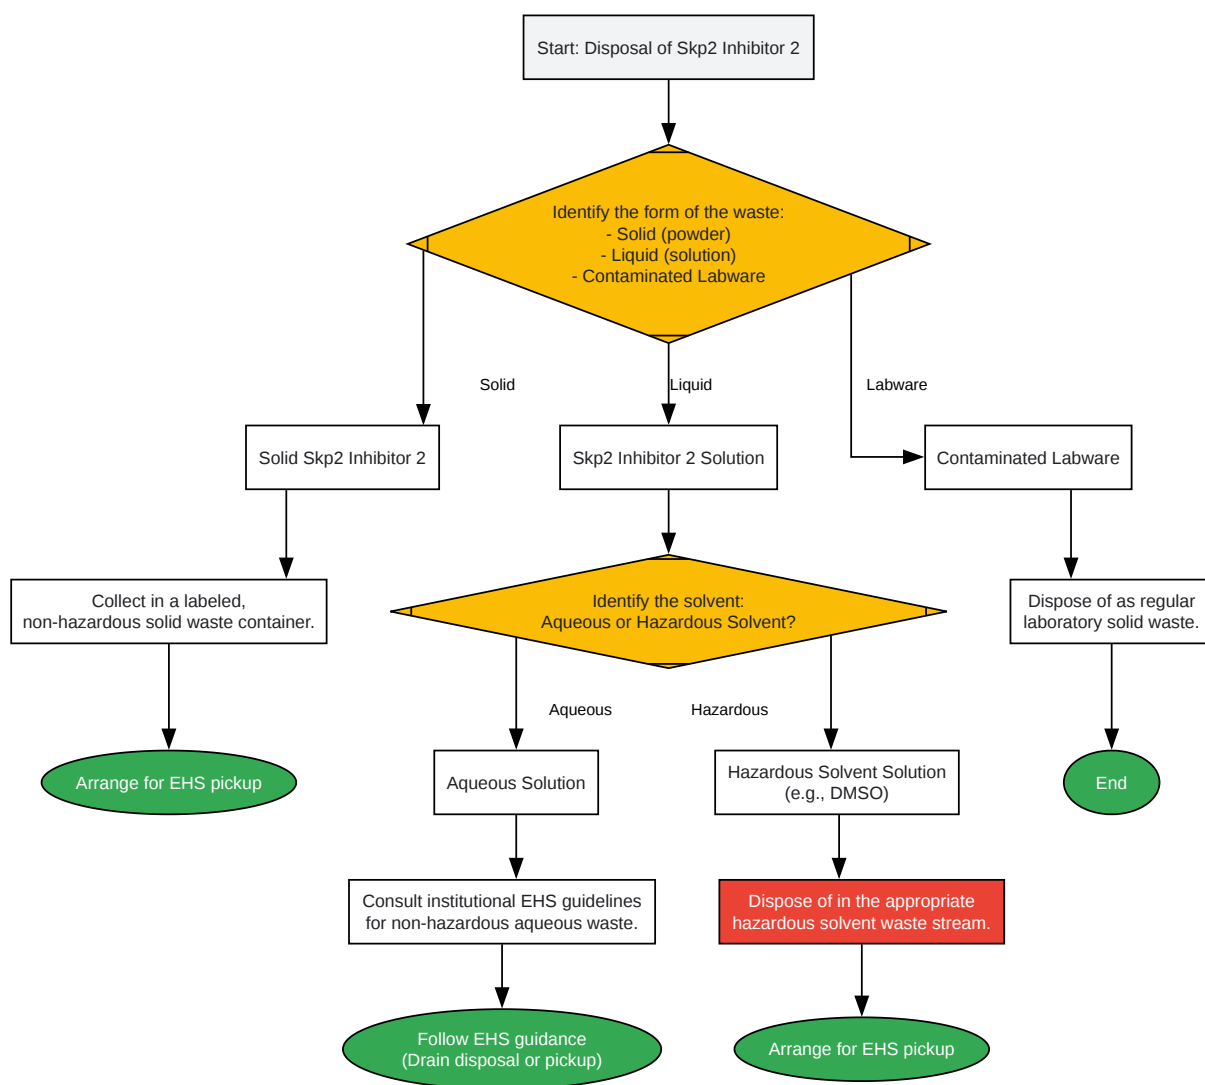 Start: Disposal of Skp2 Inhibitor 2
Identify the form of the waste:
- Solid (powder)
- Liquid (solution)
- Contaminated Labware
Solid
Liquid
Labware
Solid Skp2 Inhibitor 2
Skp2 Inhibitor 2 Solution
Contaminated Labware
Collect in a labeled,
non-hazardous solid waste container.
Identify the solvent:
Aqueous or Hazardous Solvent?
Dispose of as regular
laboratory solid waste.
Aqueous
Hazardous
Arrange for EHS pickup
Aqueous Solution
Hazardous Solvent Solution
(e.g., DMSO)
End
Consult institutional EHS guidelines
for non-hazardous aqueous waste.
Dispose of in the appropriate
hazardous solvent waste stream.
Follow EHS guidance
(Drain disposal or pickup)
Arrange for EHS pickup